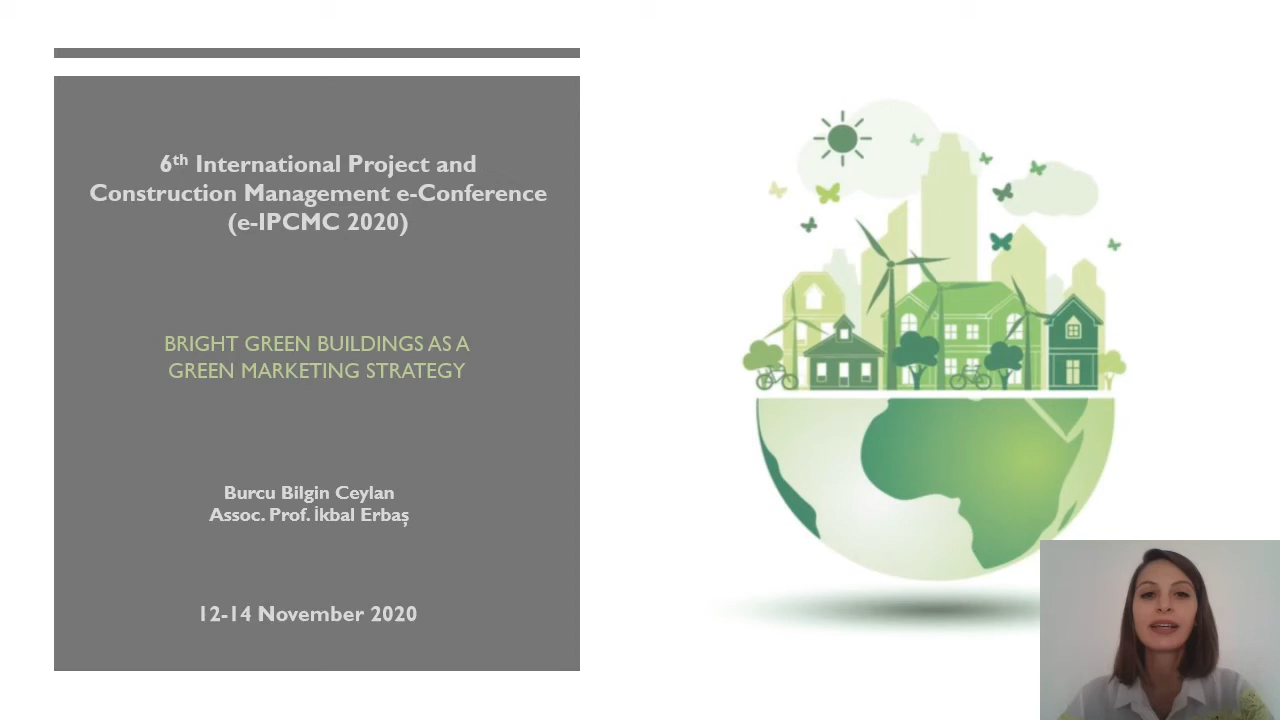 6th International Project and
Construction Management e-Conference
(e-IPCMC 2020)
BRIGHT GREEN BUILDINGS AS A
GREEN MARKETING STRATEGY
Burcu Bilgin Ceylan
Assoc. Prof. İkbal Erbaş
12-14 November 2020